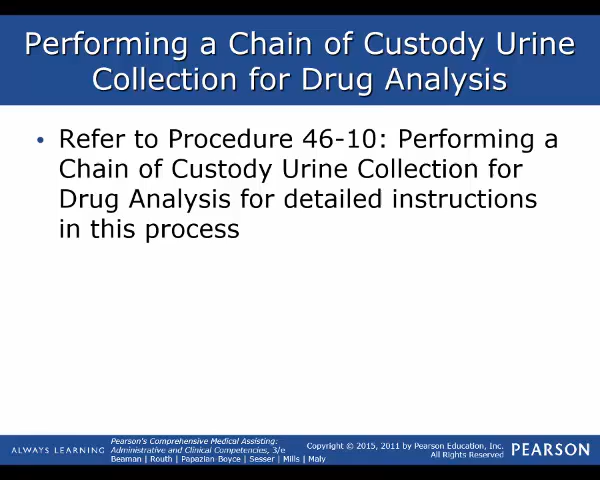 Performing a Chain of Custody Urine
Collection for Drug Analysis
• Refer to Procedure 46-10: Performing a
Chain of Custody Urine Collection for
Drug Analysis for detailed instructions
in this process
ALWAYS LEARNING
Pearson's Comprehensive Medical Assisting:
Administrative and Clinical Competencies, 3/e
Beaman | Routh | Papazian Boyce | Sesser | Mills | Maly
Copyright © 2015, 2011 by Pearson Education, Inc.
All Rights Reserved
PEARSON